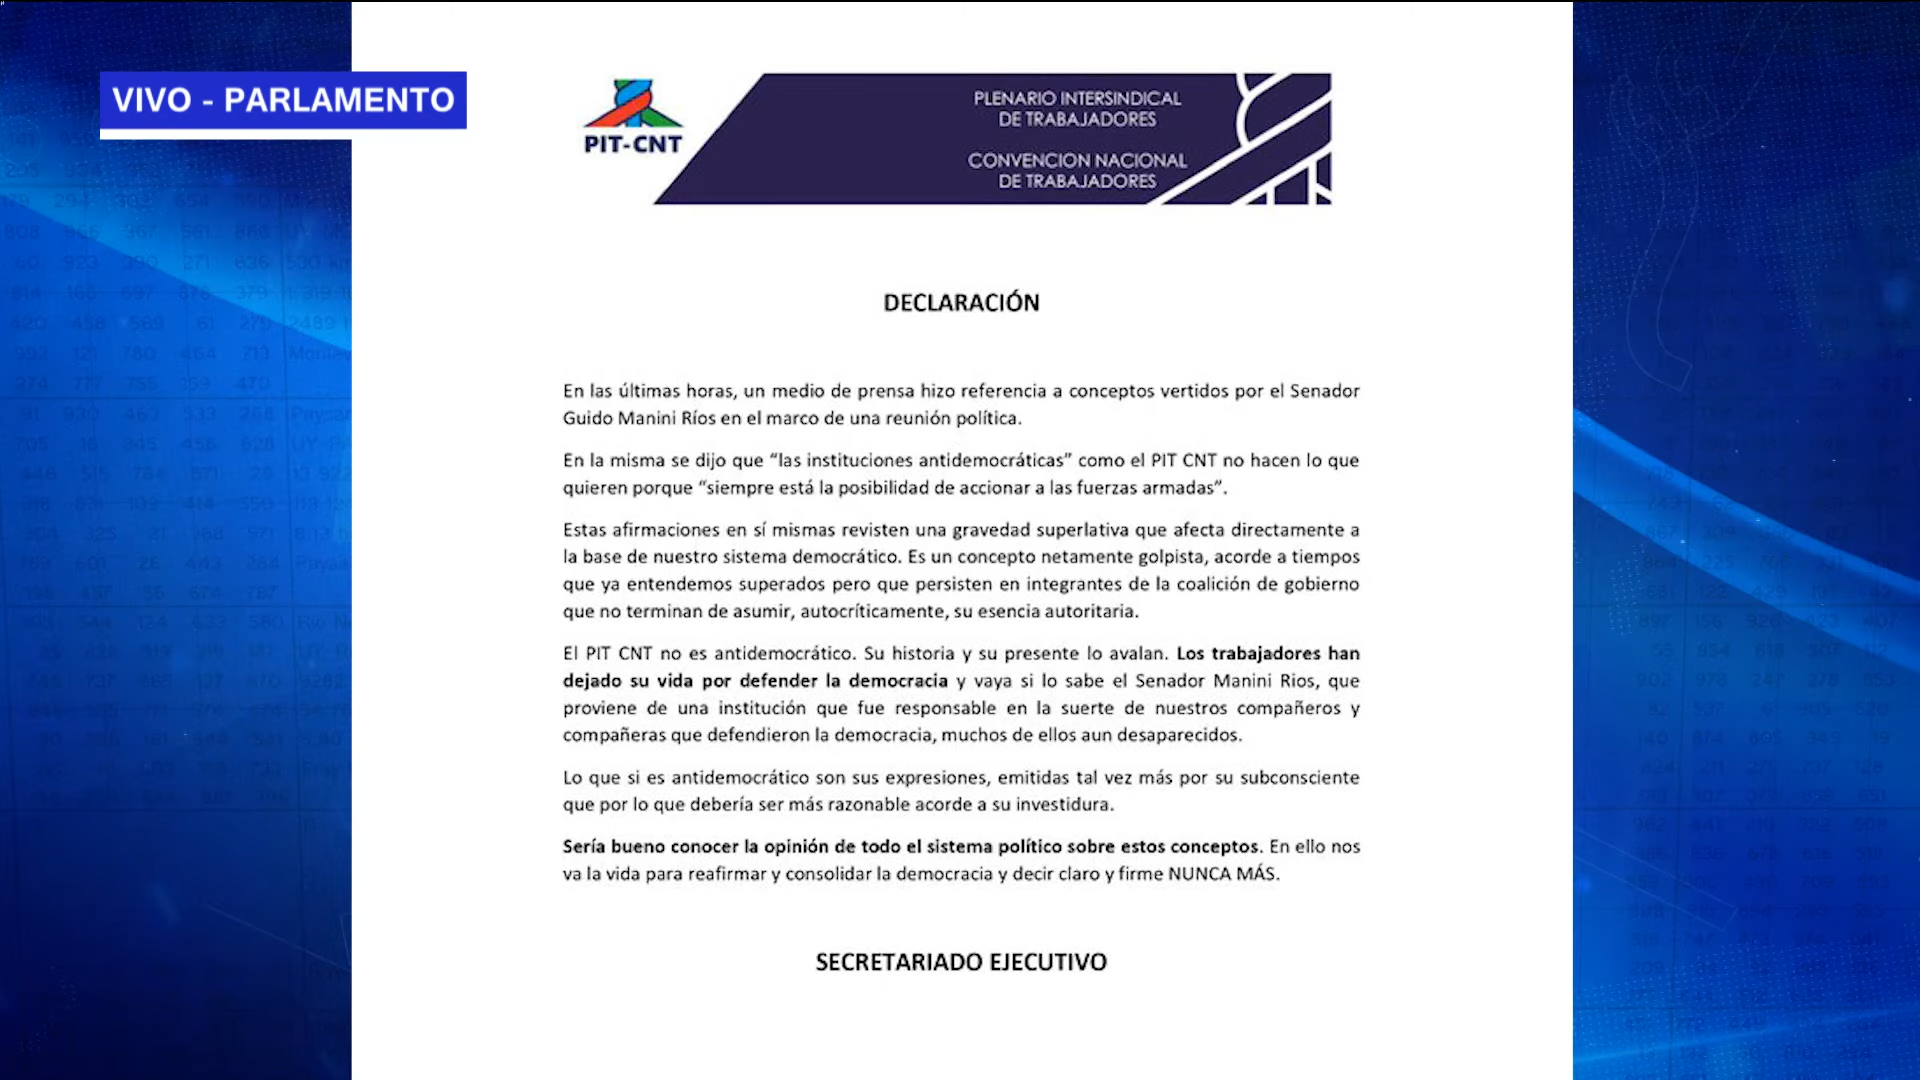 VIVO - PARLAMENTO
PIT-CNT
PLENARIO INTERSINDICAL
DE TRABAJADORES
CONVENCION NACIONAL
DE TRABAJADORES
DECLARACIÓN
En las últimas horas, un medio de prensa hizo referencia a conceptos vertidos por el Senador
Guido Manini Ríos en el marco de una reunión política.
En la misma se dijo que “las instituciones antidemocráticas” como el PIT CNT no hacen lo que
quieren porque “siempre está la posibilidad de accionar a las fuerzas armadas”.
Estas afirmaciones en sí mismas revisten una gravedad superlativa que afecta directamente a
la base de nuestro sistema democrático. Es un concepto netamente golpista, acorde a tiempos
que ya entendemos superados pero que persisten en integrantes de la coalición de gobierno
que no terminan de asumir, autocríticamente, su esencia autoritaria.
El PIT CNT no es antidemocrático. Su historia y su presente lo avalan. Los trabajadores han
dejado su vida por defender la democracia y vaya si lo sabe el Senador Manini Rios, que
proviene de una institución que fue responsable en la suerte de nuestros compañeros y
compañeras que defendieron la democracia, muchos de ellos aun desaparecidos.
Lo que si es antidemocrático son sus expresiones, emitidas tal vez más por su subconsciente
que por lo que debería ser más razonable acorde a su investidura.
Sería bueno conocer la opinión de todo el sistema político sobre estos conceptos. En ello nos
va la vida para reafirmar y consolidar la democracia y decir claro y firme NUNCA MÁS.
SECRETARIADO EJECUTIVO